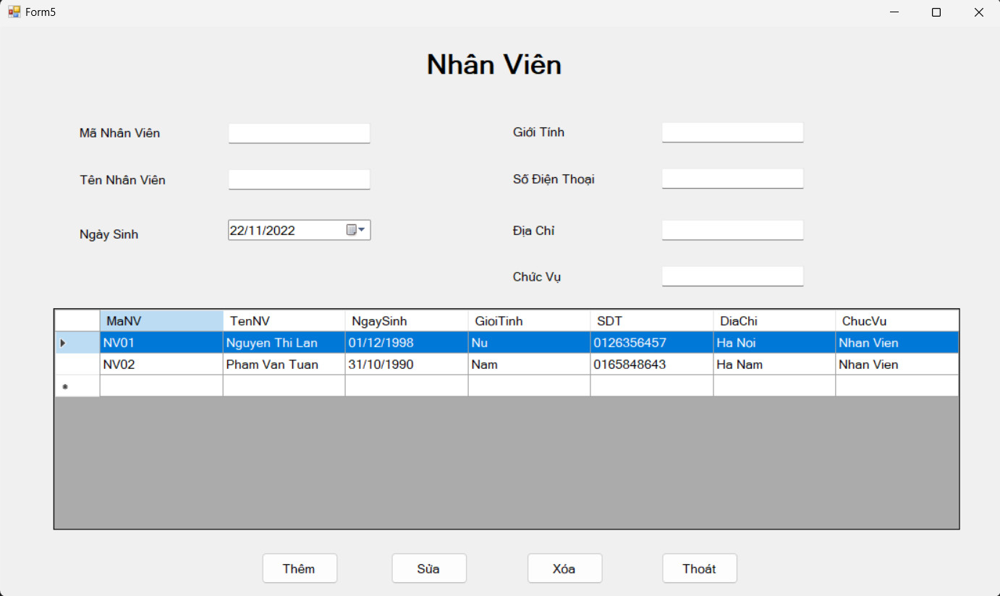 Form5
Nhân Viên
Mã Nhân Viên
Giới Tính
Tên Nhân Viên
Số Điện Thoại
Ngày Sinh
22/11/2022
Địa Chỉ
Chức Vụ
MaNV TenNV NgaySinh GioiTinh SDT DiaChi ChucVu
NV01 Nguyen Thi Lan 01/12/1998 Nu 0126356457 Ha Nọi Nhan Vien
NV02 Pham Van Tuan 31/10/1990 Nam 0165848643 Ha Nam Nhan Vien
Thêm Sửa Xóa Thoát